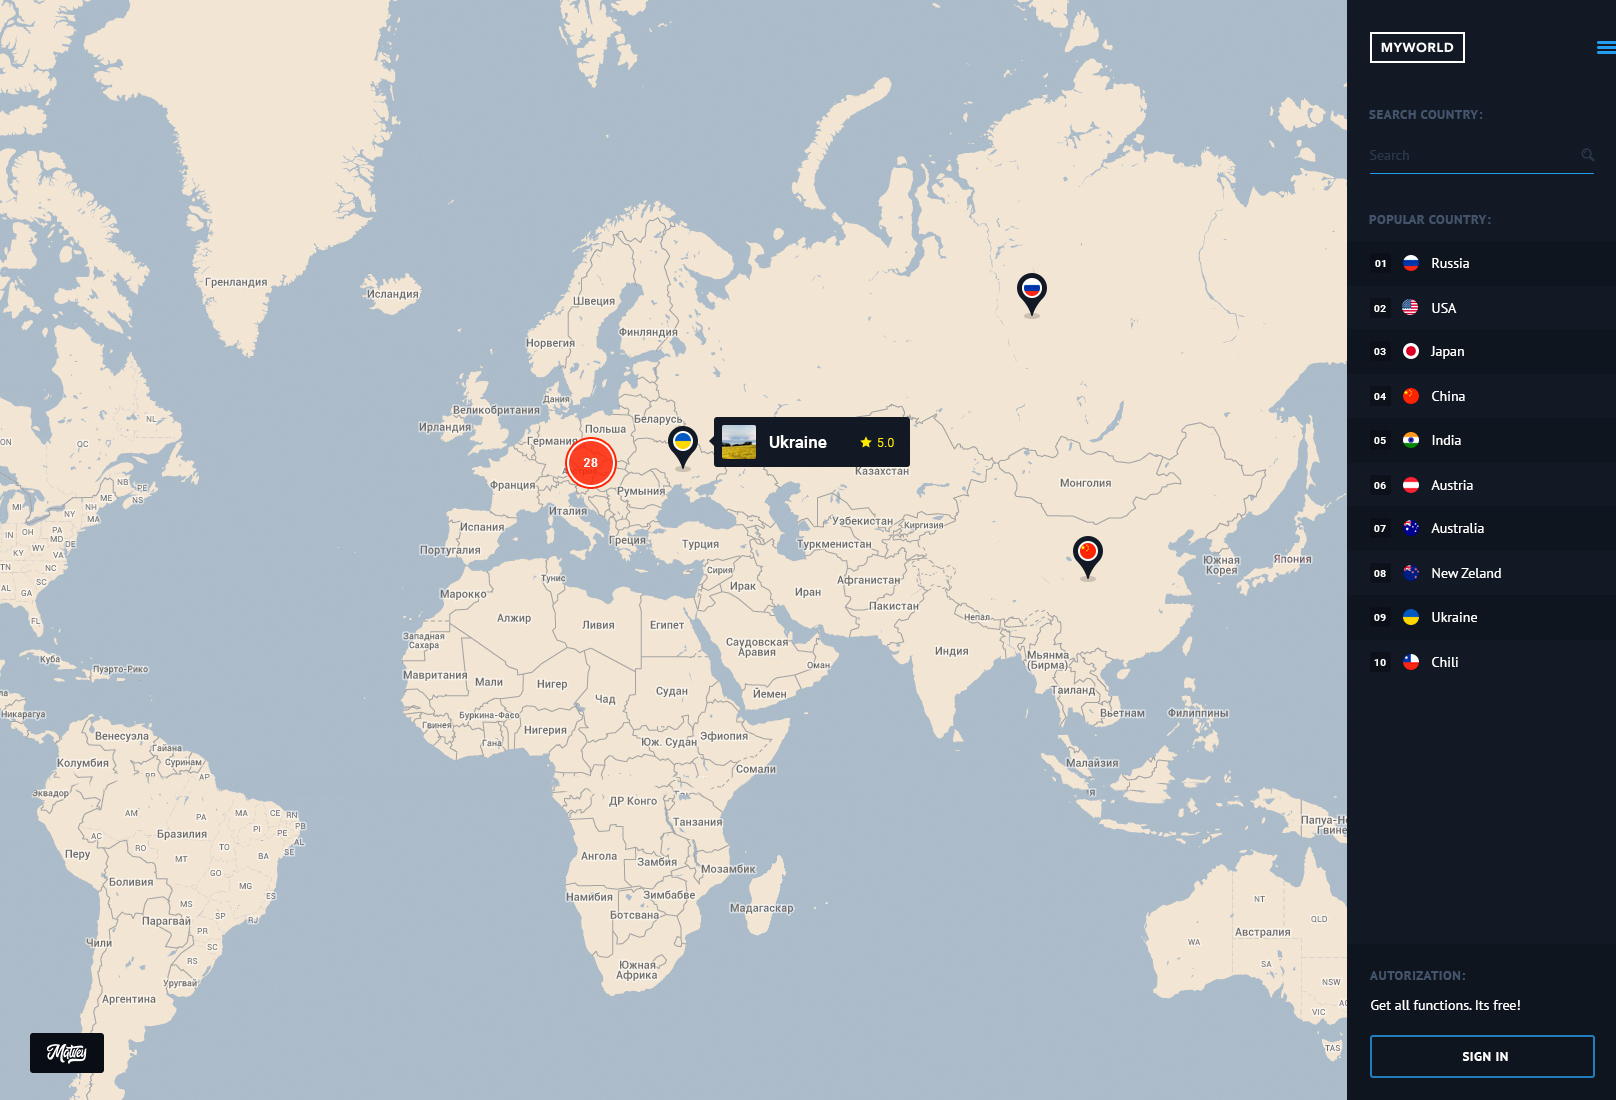 MYWORLD
SEARCH COUNTRY:
Search
POPULAR COUNTRY:
01 Russia
02 USA
03 Japan
04 China
05 India
06 Austria
07 Australia
08 New Zeland
09 Ukraine
10 Chili
AUTORIZATION:
Get all functions. Its free!
SIGN IN
Гренландия
Исландия
Швеция
Финляндия
Норвегия
Дания
Великобритания
Ирландия
Беларусь
Польша
Германия
28
Ukraine
5.0
Казахстан
Франция
Румыния
Монголия
Италия
Испания
Португалия
Греция
Турция
Узбекистан
Киргизия
Туркменистан
Южная
Корея
Япония
Сирия
Тунис
Марокко
Ирак
Иран
Афганистан
Пакистан
Непал
Алжир
Ливия
Египет
Западная
Сахара
Саудовская
Аравия
Оман
Индия
Мьянма
(Бирма)
Мавритания
Мали
Нигер
Чад
Судан
Йемен
Таиланд
Вьетнам
Филиппины
Гвинея
Буркина-Фасо
Гана
Нигерия
Юж. Судан
Эфиопия
Сомали
Малайзия
я
ДР Конго
Танзания
Папуа-Но
Гвине
Ангола
Замбия
Мозамбик
Намибия
Зимбабве
Ботсвана
Мадагаскар
Южная
Африка
NT
QLD
WA
Австралия
SA
NSW
AC
VIC
TAS
NL
ON
QC
NB
PE
ME
NS
MI
NH
NY
MA
IN
OH
PA
MD
DE
KY
WV
VA
TN
NC
SC
AL
GA
FL
Куба
Пуэрто-Рико
ла
Никарагуа
Венесуэла
Гайана
Колумбия
Суринам
AP
Эквадор
AM
PA
MA
CE
RN
PB
PI
PE
AL
SE
AC
Бразилия
RO
TO
BA
Перу
MT
GO
Боливия
MG
ES
MS
SP
RJ
Парагвай
PR
SC
Чили
RS
Уругвай
Аргентина
Matvey